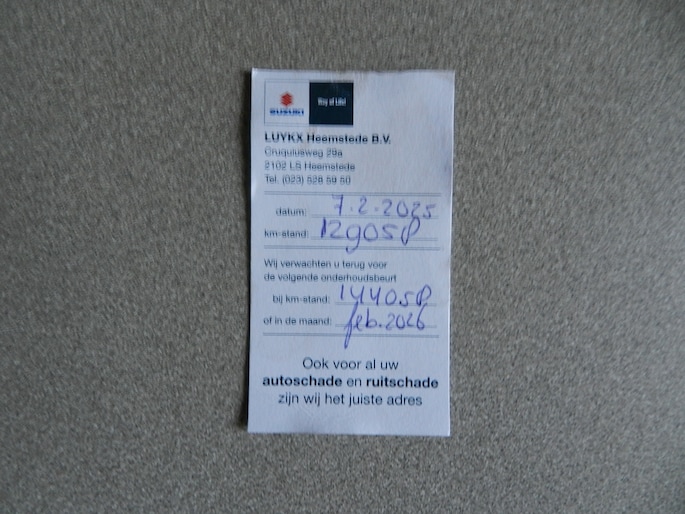 SUZUKI
Way of Life!
LUYKX Heemstede B.V.
Cruquiusweg 29a
2102 LS Heemstede
Tel. (023) 528 59 50
datum: 7-2-2025
km-stand: 129058
Wij verwachten u terug voor
de volgende onderhoudsbeurt
bij km-stand: 144058
of in de maand: feb. 2026
Ook voor al uw
autoschade en ruitschade
zijn wij het juiste adres